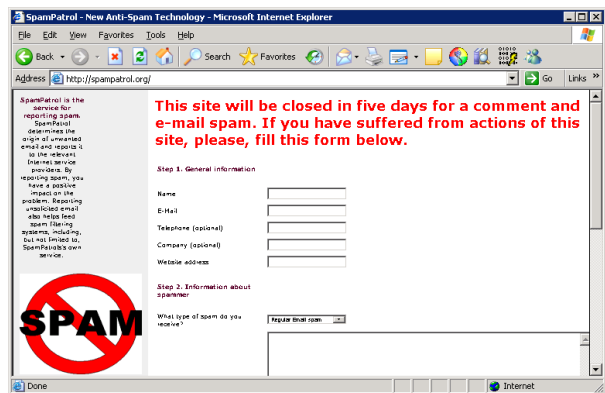 SpamPatrol - New Anti-Spam Technology - Microsoft Internet Explorer
File Edit View Favorites Tools Help
Back Search Favorites
Address http://spampatrol.org/ Go Links »
SpamPatrol is the
service for
reporting spam.
SpamPatrol
determines the
origin of unwanted
email and reports it
to the relevant
Internet service
providers. By
reporting spam, you
have a positive
impact on the
problem. Reporting
unsolicited email
also helps feed
spam filtering
systems, including,
but not limited to,
SpamPatrol's own
service.
SPAM
This site will be closed in five days for a comment and
e-mail spam. If you have suffered from actions of this
site, please, fill this form below.
Step 1. General information
Name
E-Mail
Telephone (optional)
Company (optional)
Website address
Step 2. Information about
spammer
What type of spam do you
receive?
Regular Email spam
Done Internet